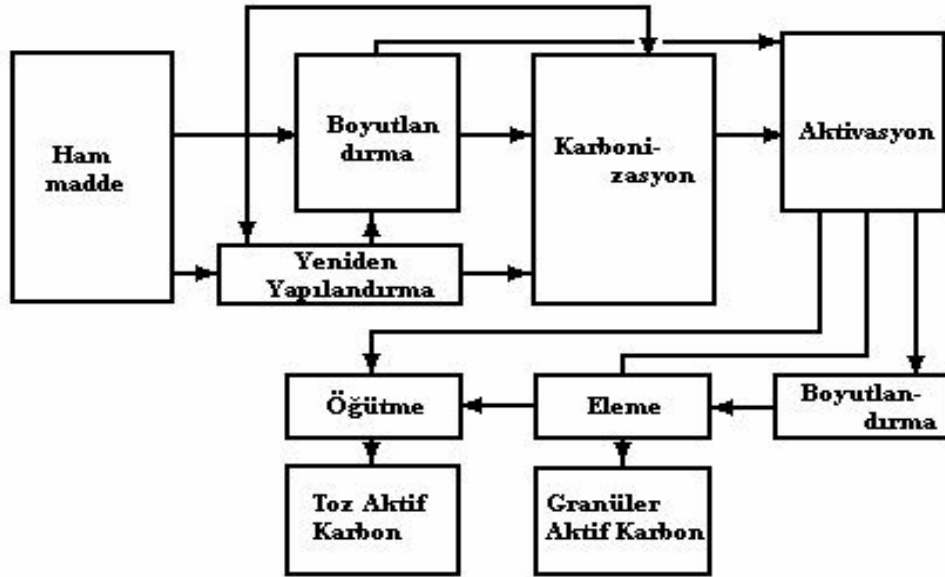 Ham
madde
Boyutlan
dırma
Karboni-
zasyon
Aktivasyon
Yeniden
Yapılandırma
Öğütme
Eleme
Boyutlan-
dırma
Toz Aktif
Karbon
Granüler
Aktif Karbon